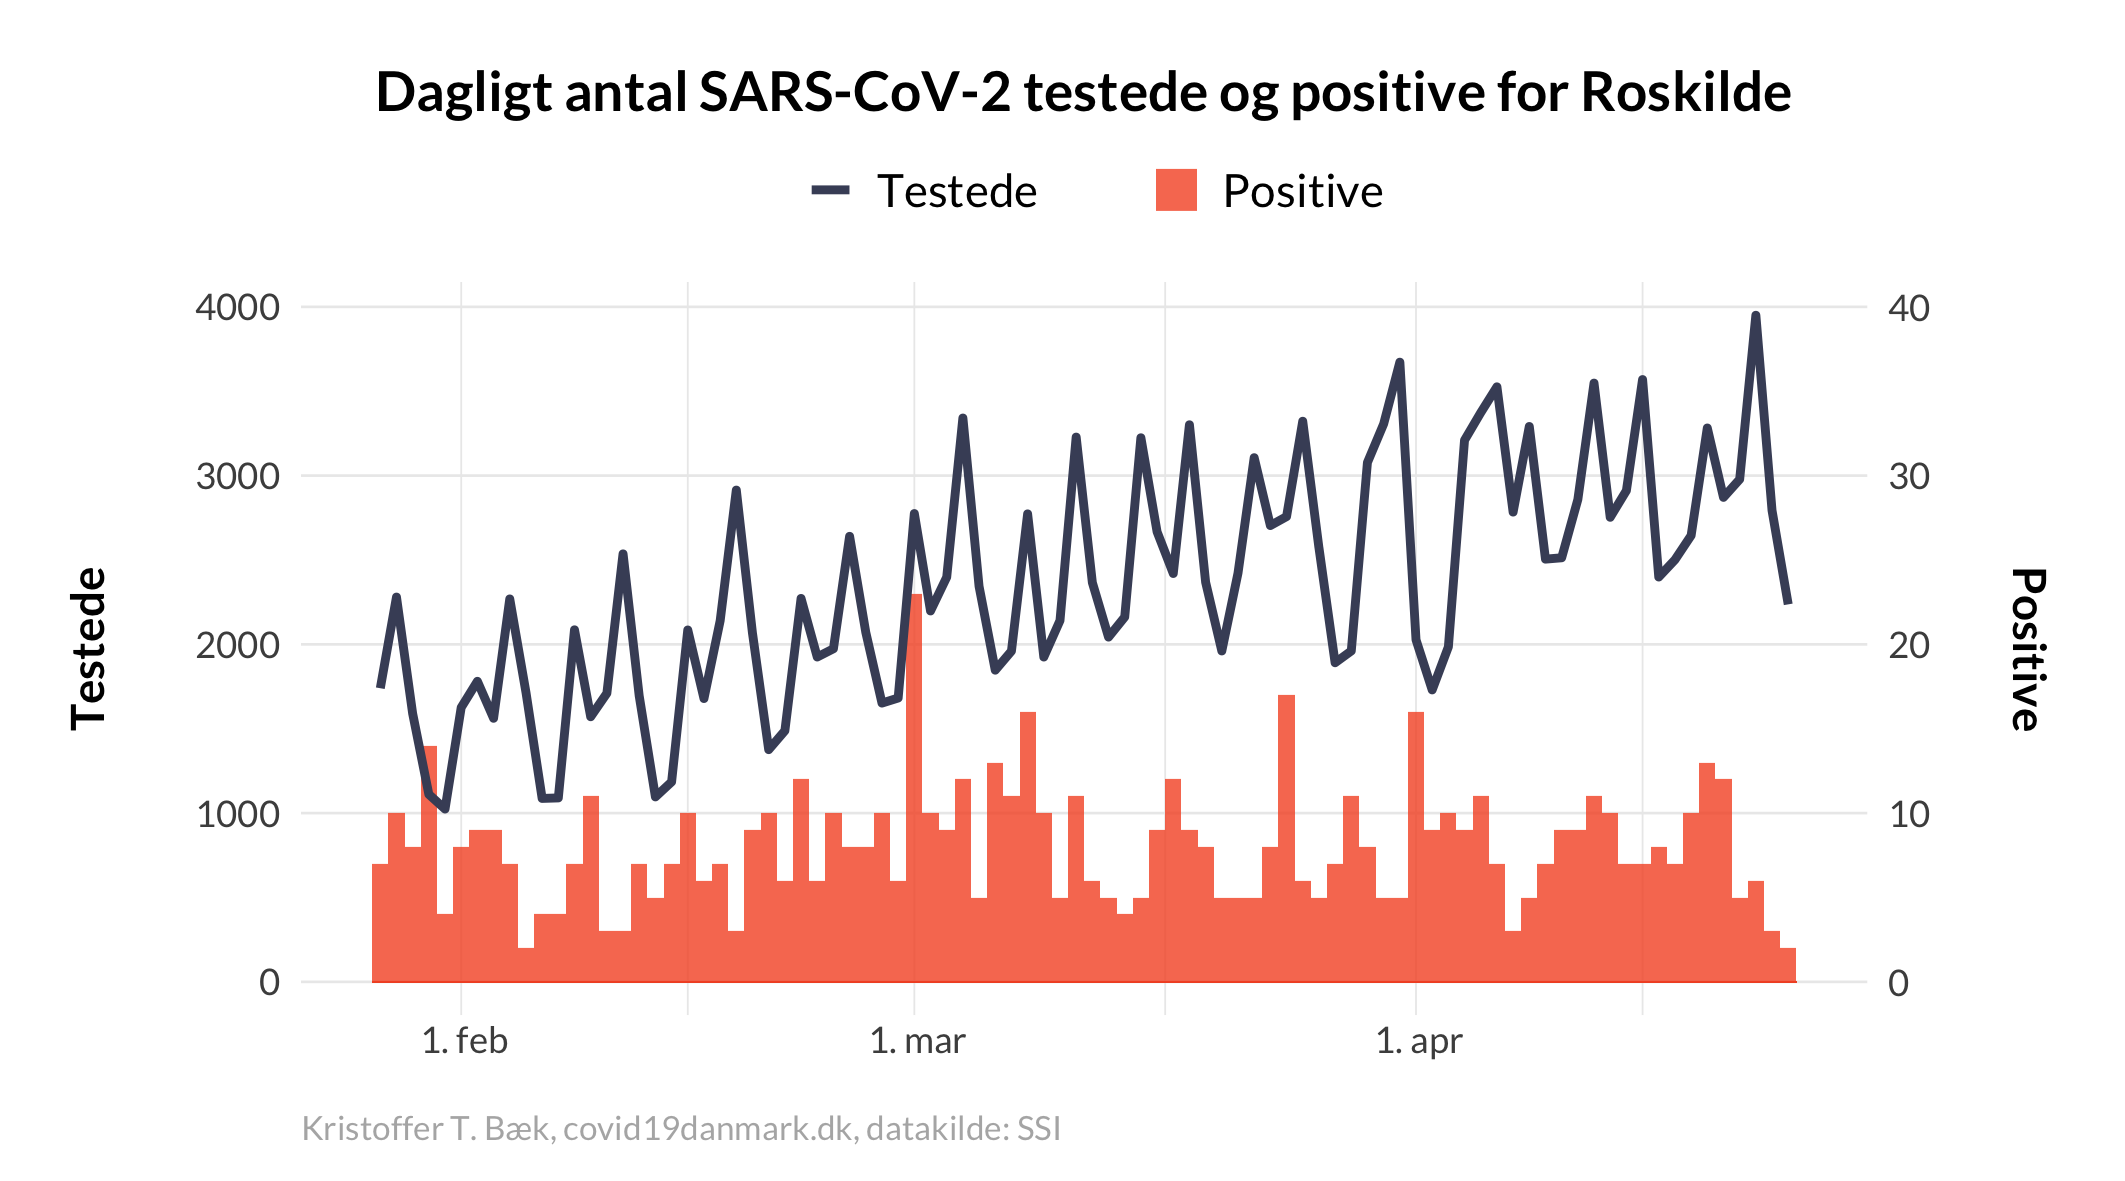 Dagligt antal SARS-CoV-2 testede og positive for Roskilde
Testede Positive
4000 40
3000 30
2000 20
1000 10
0 0
Testede
Positive
1. feb 1. mar 1. apr
Kristoffer T. Bæk, covid19danmark.dk, datakilde: SSI